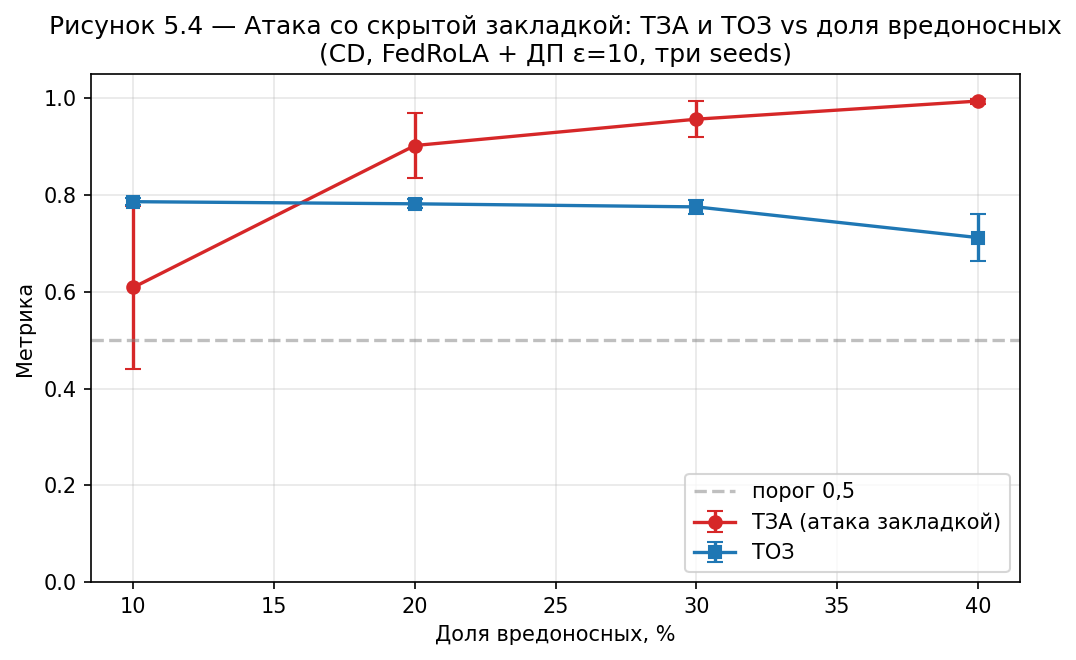 Рисунок 5.4 — Атака со скрытой закладкой: ТЗА и ТОЗ vs доля вредоносных
(CD, FedRoLA + ДП ε=10, три seeds)
Метрика
1.0
0.8
0.6
0.4
0.2
0.0
порог 0,5
ТЗА (атака закладкой)
ТОЗ
10 15 20 25 30 35 40
Доля вредоносных, %